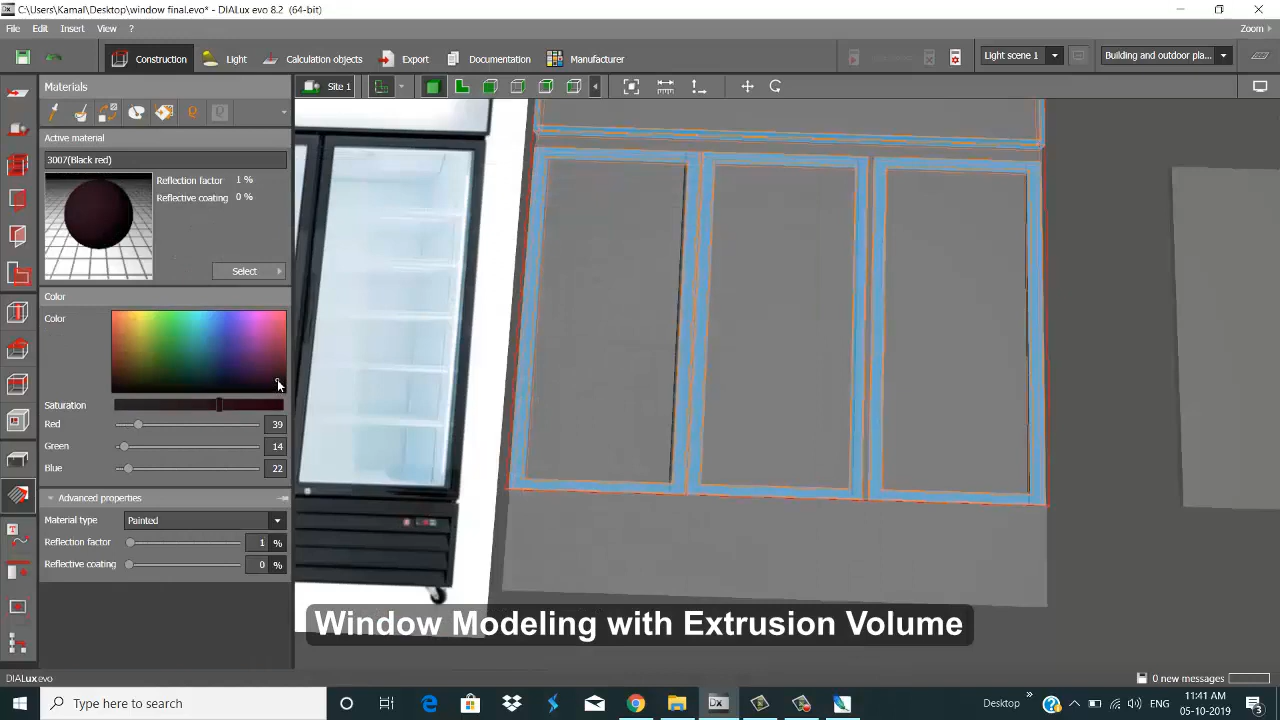 C:\Users\Kamal\Desktop\window final.evo* - DIALux evo 8.2 (64-bit)
File Edit Insert View ? Zoom
Construction Light Calculation objects Export Documentation Manufacturer Light scene 1 Building and outdoor pla...
Materials Site 1
Active material
3007(Black red)
Reflection factor 1 %
Reflective coating 0 %
Select
Color
Color
Saturation
Red 39
Green 14
Blue 22
Advanced properties
Material type Painted
Reflection factor 1 %
Reflective coating 0 %
Window Modeling with Extrusion Volume
DIALux evo 0 new messages
Type here to search Desktop » 11:41 AM
05-10-2019 3